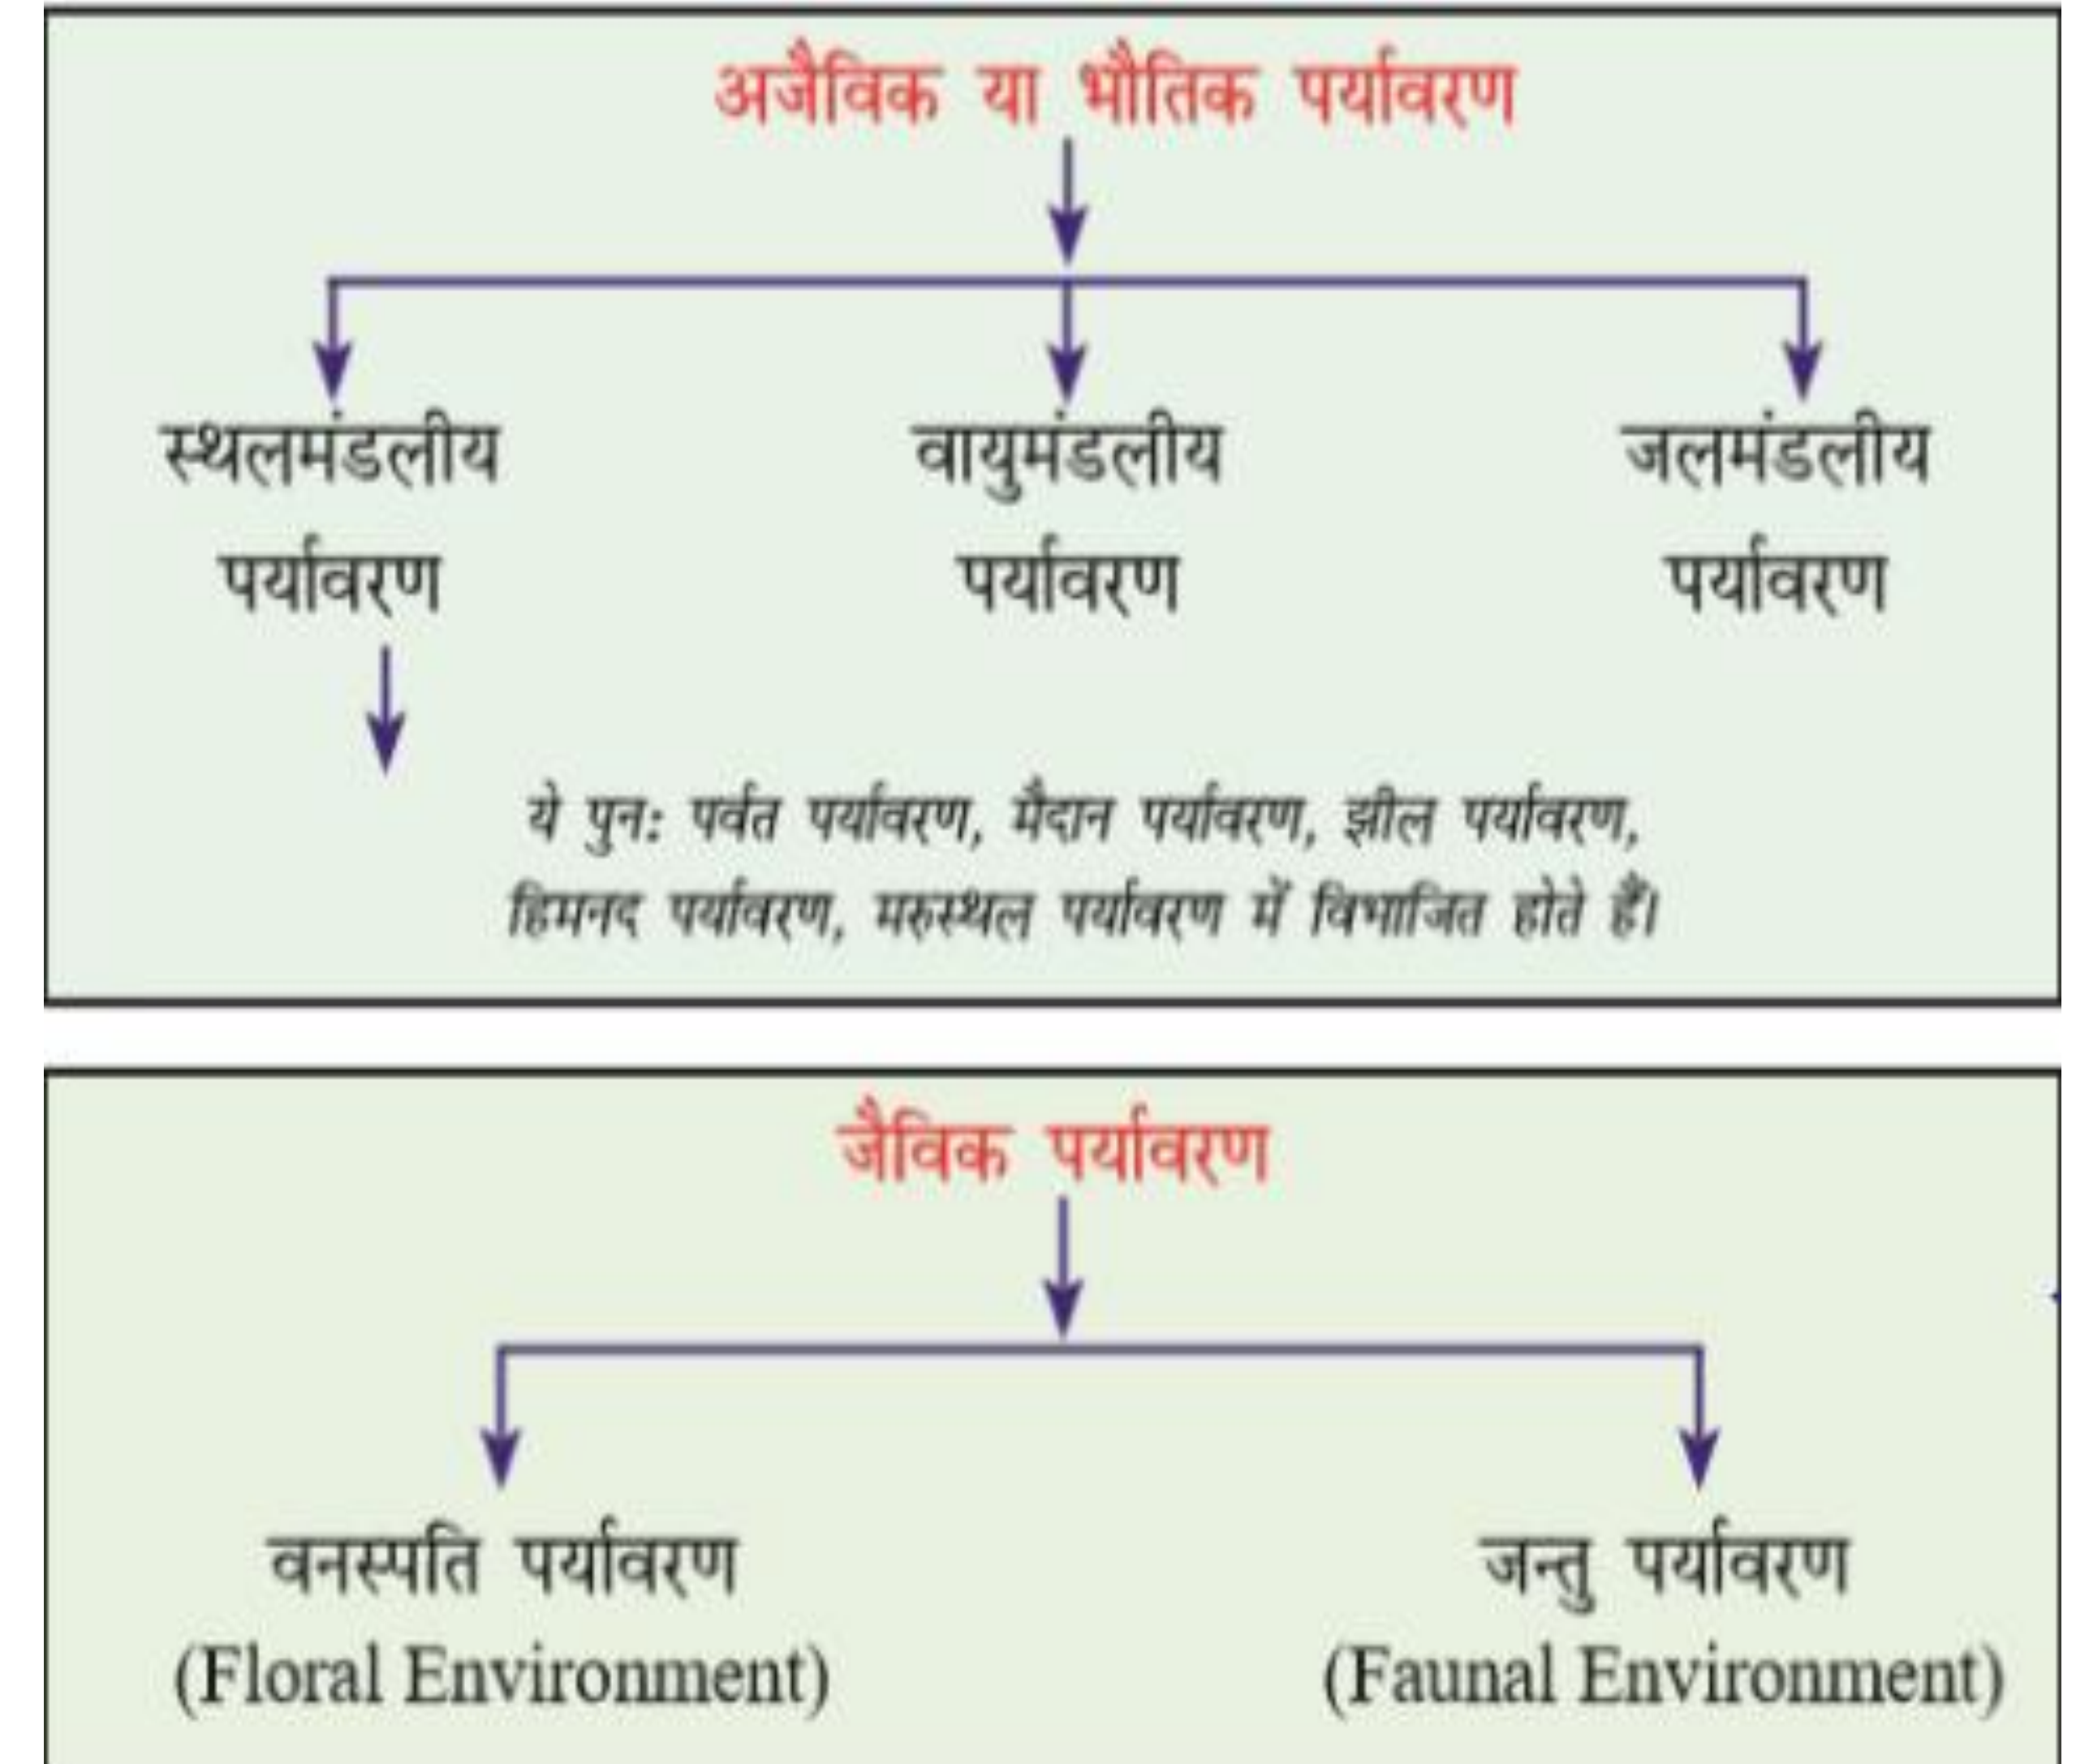 अजैविक या भौतिक पर्यावरण
स्थलमंडलीय वायुमंडलीय जलमंडलीय
पर्यावरण पर्यावरण पर्यावरण
ये पुन: पर्वत पर्यावरण, मैदान पर्यावरण, झील पर्यावरण,
हिमनद पर्यावरण, मरुस्थल पर्यावरण में विभाजित होते हैं।
जैविक पर्यावरण
वनस्पति पर्यावरण जन्तु पर्यावरण
(Floral Environment) (Faunal Environment)